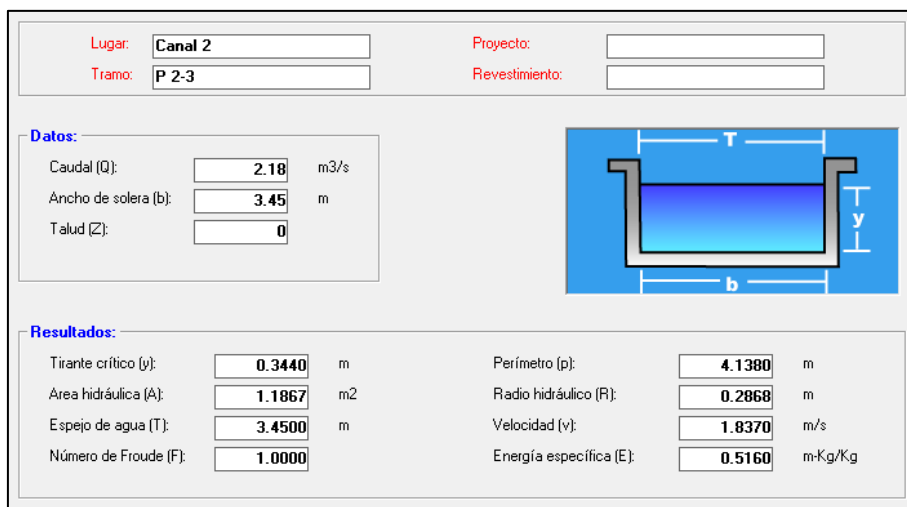 Lugar: Canal 2 Proyecto:
Tramo: P 2-3 Revestimiento:
Datos:
Caudal (Q): 2.18 m3/s
Ancho de solera (b): 3.45 m
Talud (Z): 0
T
y
b
Resultados:
Tirante crítico (y): 0.3440 m Perímetro (p): 4.1380 m
Area hidráulica (A): 1.1867 m2 Radio hidráulico (R): 0.2868 m
Espejo de agua (T): 3.4500 m Velocidad (v): 1.8370 m/s
Número de Froude (F): 1.0000 Energía específica (E): 0.5160 m-Kg/Kg